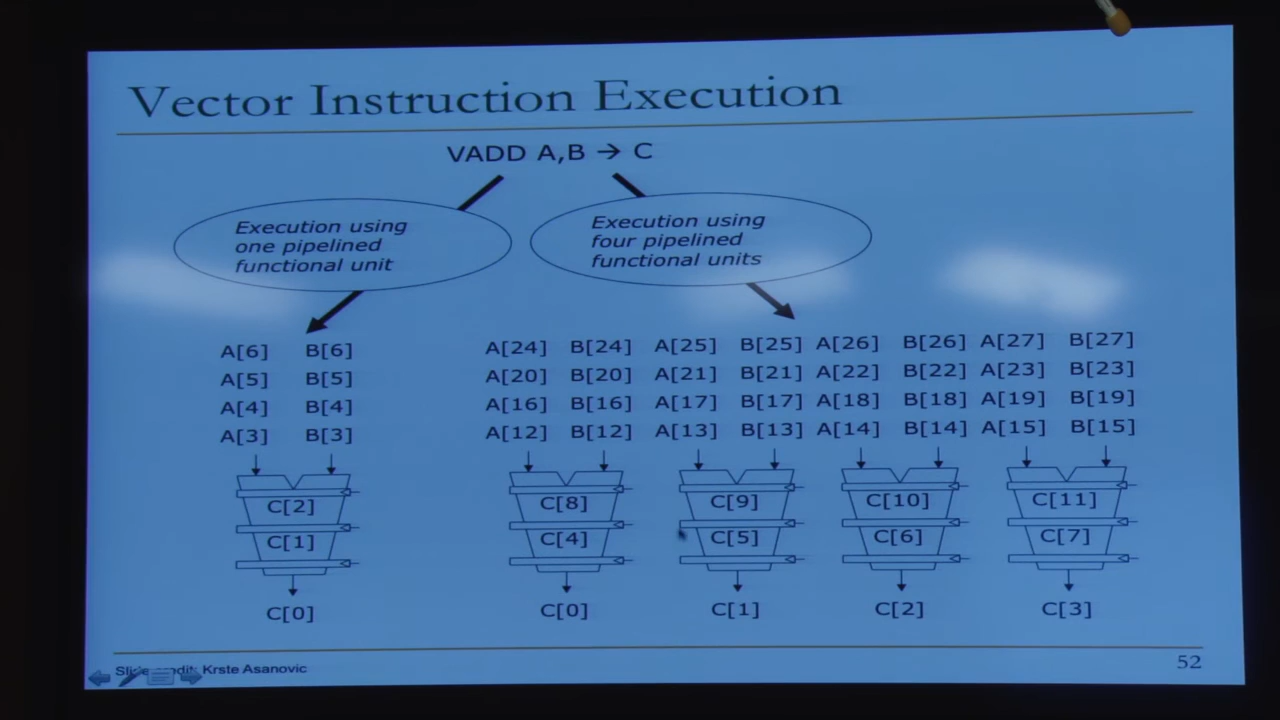 Vector Instruction Execution
VADD A,B → C
Execution using
one pipelined
functional unit
Execution using
four pipelined
functional units
A[6] B[6]
A[5] B[5]
A[4] B[4]
A[3] B[3]
C[2]
C[1]
C[0]
A[24] B[24] A[25] B[25] A[26] B[26] A[27] B[27]
A[20] B[20] A[21] B[21] A[22] B[22] A[23] B[23]
A[16] B[16] A[17] B[17] A[18] B[18] A[19] B[19]
A[12] B[12] A[13] B[13] A[14] B[14] A[15] B[15]
C[8] C[9] C[10] C[11]
C[4] C[5] C[6] C[7]
C[0] C[1] C[2] C[3]
Slide credit: Krste Asanovic
52